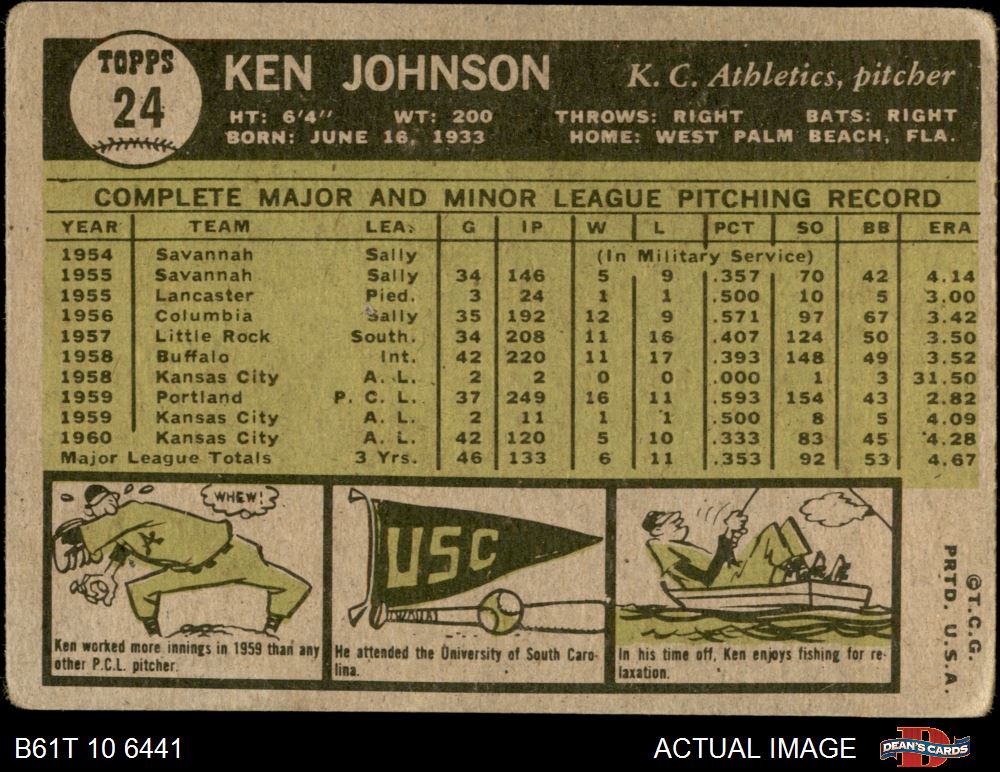 TOPPS
24
KEN JOHNSON
K. C. Athletics, pitcher
HT: 6'4" WT: 200 THROWS: RIGHT BATS: RIGHT
BORN: JUNE 16, 1933 HOME: WEST PALM BEACH, FLA.
COMPLETE MAJOR AND MINOR LEAGUE PITCHING RECORD
YEAR TEAM LEA. G IP W L PCT SO BB ERA
1954 Savannah Sally (In Military Service)
1955 Savannah Sally 34 146 5 9 .357 70 42 4.14
1955 Lancaster Pied. 3 24 1 1 .500 10 5 3.00
1956 Columbia Sally 35 192 12 9 .571 97 67 3.42
1957 Little Rock South. 34 208 11 16 .407 124 50 3.50
1958 Buffalo Int. 42 220 11 17 .393 148 49 3.52
1958 Kansas City A. L. 2 2 0 0 .000 1 3 31.50
1959 Portland P. C. L. 37 249 16 11 .593 154 43 2.82
1959 Kansas City A. L. 2 11 1 1 .500 8 5 4.09
1960 Kansas City A. L. 42 120 5 10 .333 83 45 4.28
Major League Totals 3 Yrs. 46 133 6 11 .353 92 53 4.67
WHEW!
Ken worked more innings in 1959 than any
other P.C.L. pitcher.
USC
He attended the University of South Caro-
lina.
In his time off, Ken enjoys fishing for re-
laxation.
©T.C.G.
PRTD. U.S.A.
B61T 10 6441
ACTUAL IMAGE
D
DEAN'S CARDS